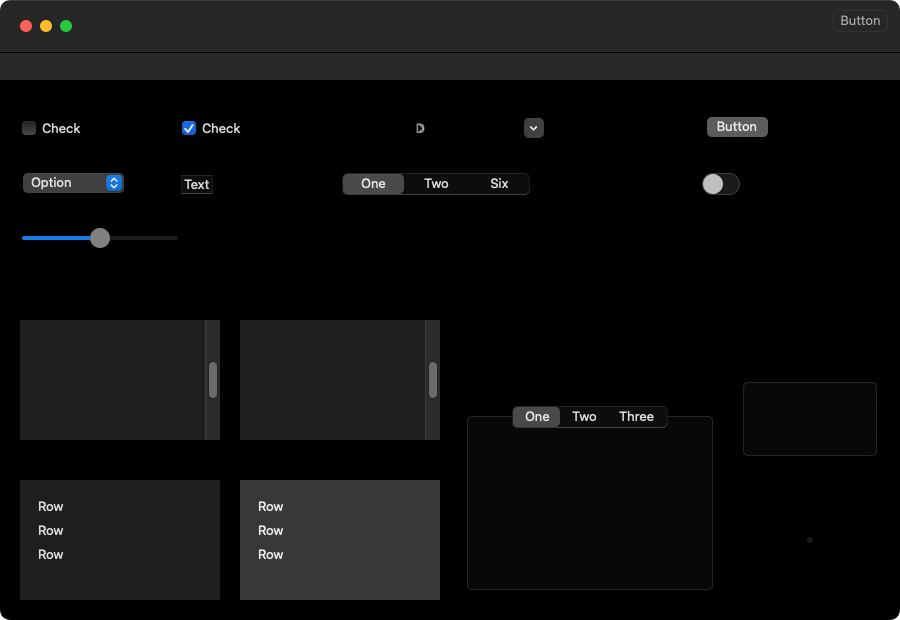 Button
Check
Check
D
Button
Option
Text
One
Two
Six
One
Two
Three
Row
Row
Row
Row
Row
Row